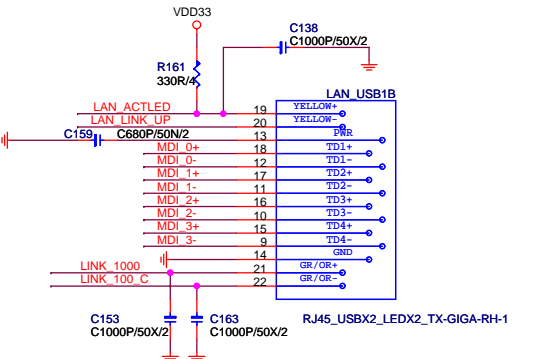 VDD33
C138
C1000P/50X/2
R161
330R/4
LAN_USB1B
LAN_ACTLED 19 YELLOW+
LAN_LINK_UP 20 YELLOW-
C159 C680P/50N/2 13 PWR
MDI_0+ 18 TD1+
MDI_0- 12 TD1-
MDI_1+ 17 TD2+
MDI_1- 11 TD2-
MDI_2+ 16 TD3+
MDI_2- 10 TD3-
MDI_3+ 15 TD4+
MDI_3- 9 TD4-
14 GND
LINK_1000 21 GR/OR+
LINK_100_C 22 GR/OR-
C153 C163 RJ45_USBX2_LEDX2_TX-GIGA-RH-1
C1000P/50X/2 C1000P/50X/2